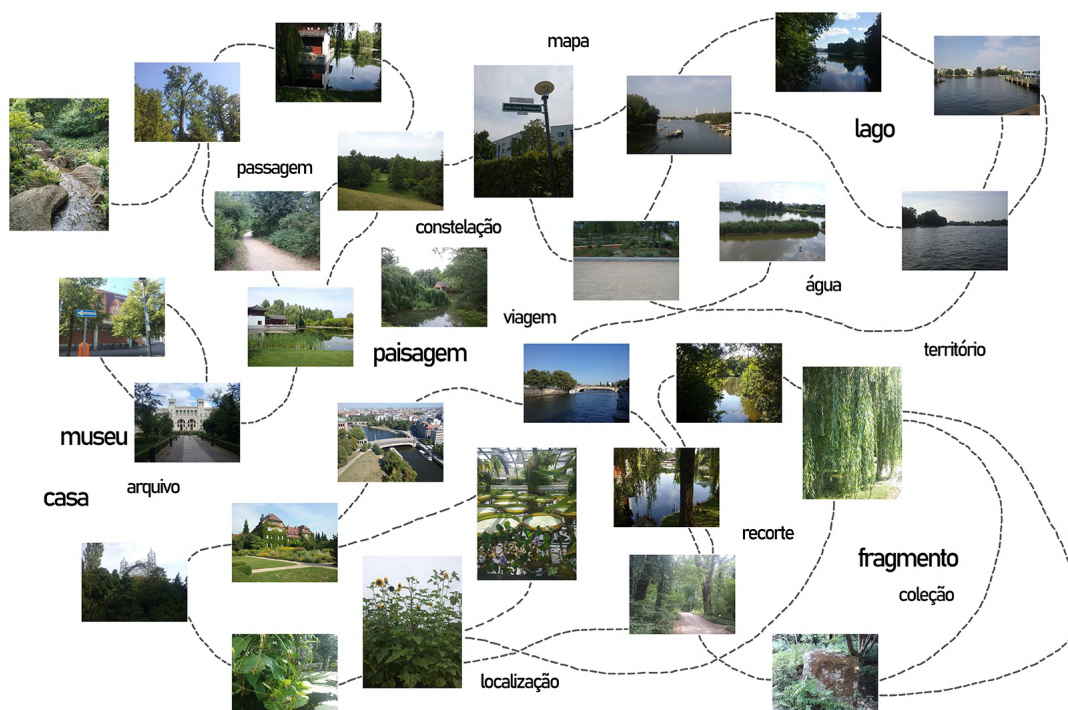 mapa
lago
passagem
constelação
água
viagem
paisagem
território
museu
arquivo
casa
recorte
fragmento
coleção
localização